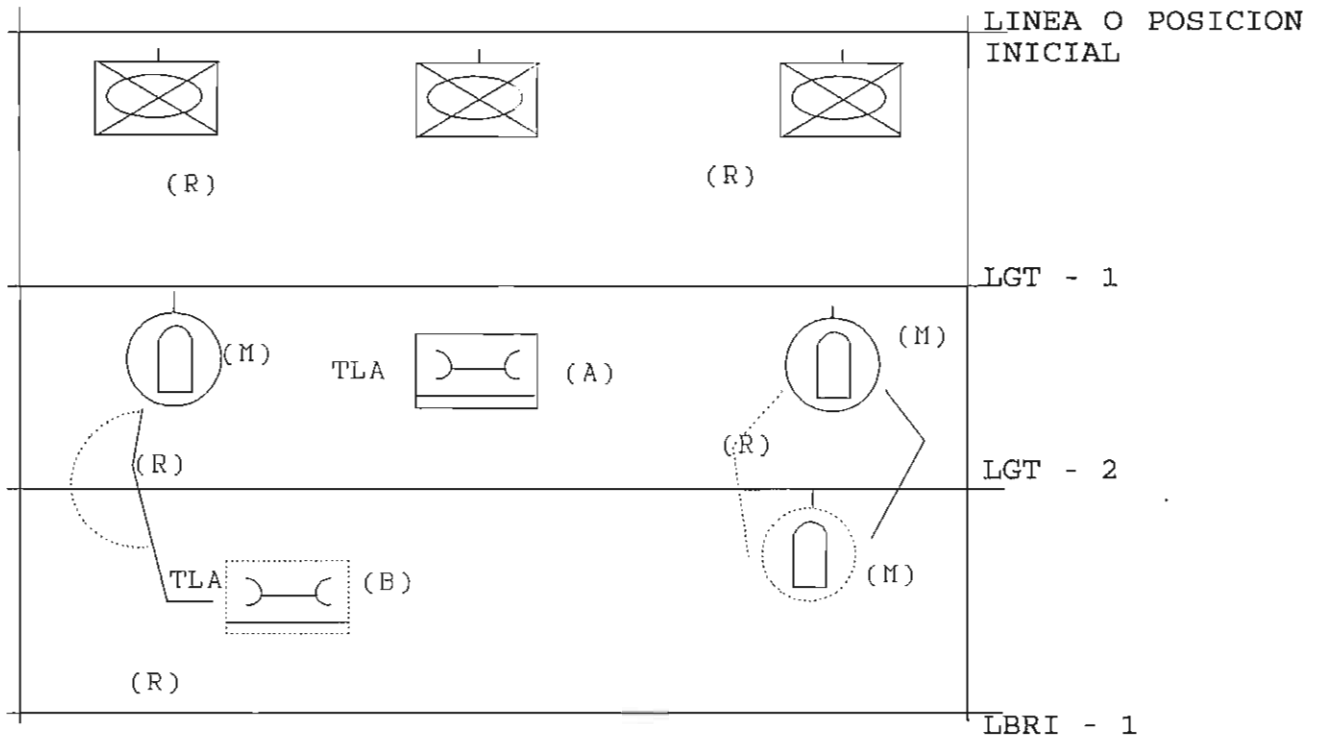 LINEA O POSICION
INICIAL
(R)
(R)
LGT - 1
(M)
TLA
(A)
(M)
(R)
(R)
LGT - 2
TLA
(B)
(M)
(R)
LBRI - 1